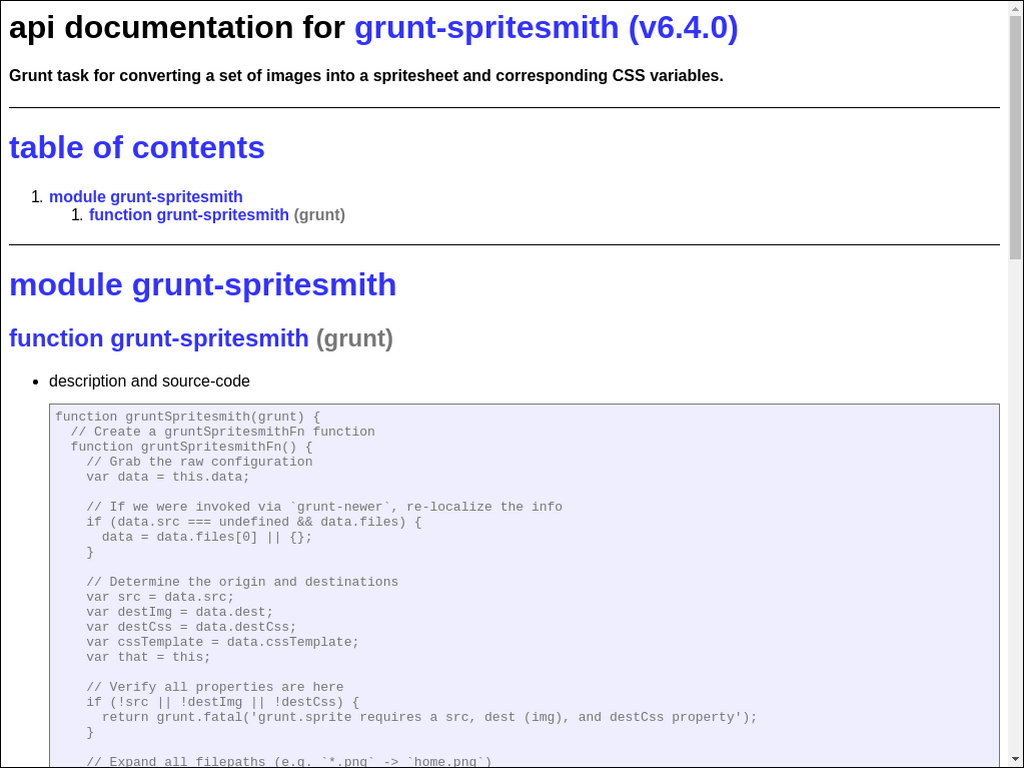 api documentation for grunt-spritesmith (v6.4.0)
Grunt task for converting a set of images into a spritesheet and corresponding CSS variables.
table of contents
1. module grunt-spritesmith
1. function grunt-spritesmith (grunt)
module grunt-spritesmith
function grunt-spritesmith (grunt)
• description and source-code
function gruntSpritesmith(grunt) {
  // Create a gruntSpritesmithFn function
  function gruntSpritesmithFn() {
    // Grab the raw configuration
    var data = this.data;

    // If we were invoked via `grunt-newer`, re-localize the info
    if (data.src === undefined && data.files) {
      data = data.files[0] || {};
    }

    // Determine the origin and destinations
    var src = data.src;
    var destImg = data.dest;
    var destCss = data.destCss;
    var cssTemplate = data.cssTemplate;
    var that = this;

    // Verify all properties are here
    if (!src || !destImg || !destCss) {
      return grunt.fatal('grunt.sprite requires a src, dest (img), and destCss property');
    }

    // Expand all filepaths (e.g. `*.png` -> `home.png`)